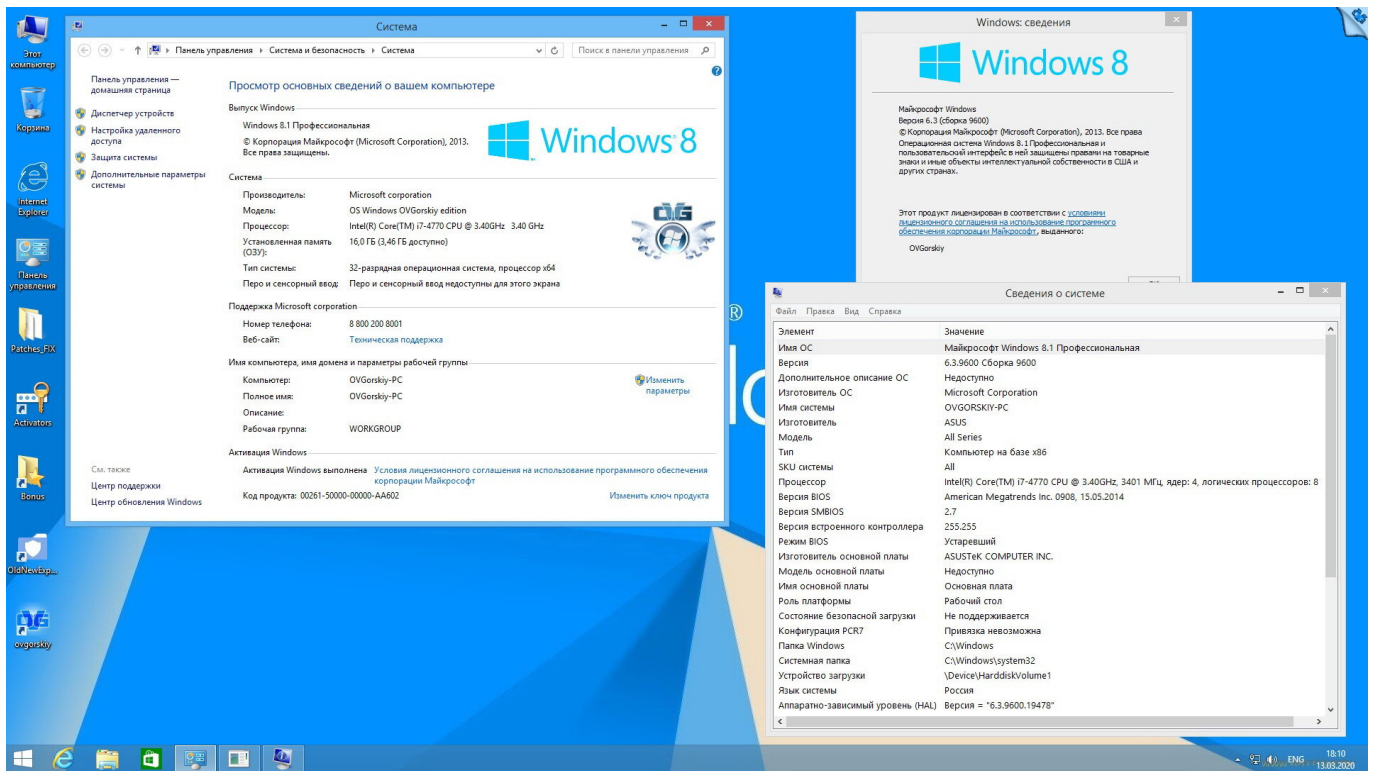 Этот
компьютер
Корзина
Internet
Explorer
Панель
управления
Patches_FIX
Activators
Bonus
OldNewExp...
ovgorskiy
Система
Панель управления Система и безопасность Система
Поиск в панели управления
Панель управления —
домашняя страница
Диспетчер устройств
Настройка удаленного
доступа
Защита системы
Дополнительные параметры
системы
См. также
Центр поддержки
Центр обновления Windows
Просмотр основных сведений о вашем компьютере
Выпуск Windows
Windows 8.1 Профессиональная
© Корпорация Майкрософт (Microsoft Corporation), 2013.
Все права защищены.
Windows 8
Система
Производитель: Microsoft corporation
Модель: OS Windows OVGorskiy edition
Процессор: Intel(R) Core(TM) i7-4770 CPU @ 3.40GHz 3.40 GHz
Установленная память 16,0 ГБ (3,46 ГБ доступно)
(ОЗУ):
Тип системы: 32-разрядная операционная система, процессор x64
Перо и сенсорный ввод: Перо и сенсорный ввод недоступны для этого экрана
Поддержка Microsoft corporation
Номер телефона: 8 800 200 8001
Веб-сайт: Техническая поддержка
Имя компьютера, имя домена и параметры рабочей группы
Компьютер: OVGorskiy-PC
Изменить
параметры
Полное имя: OVGorskiy-PC
Описание:
Рабочая группа: WORKGROUP
Активация Windows
Активация Windows выполнена Условия лицензионного соглашения на использование программного обеспечения
корпорации Майкрософт
Код продукта: 00261-50000-00000-AA602 Изменить ключ продукта
Windows: сведения
Windows 8
Майкрософт Windows
Версия 6.3 (сборка 9600)
© Корпорация Майкрософт (Microsoft Corporation), 2013. Все права
Операционная система Windows 8.1 Профессиональная и
пользовательский интерфейс в ней защищены правами на товарные
знаки и иные объекты интеллектуальной собственности в США и
других странах.
Этот продукт лицензирован в соответствии с условиями
лицензионного соглашения на использование программного
обеспечения корпорации Майкрософт, выданного:
OVGorskiy
®
Сведения о системе
Файл Правка Вид Справка
Элемент Значение
Имя ОС Майкрософт Windows 8.1 Профессиональная
Версия 6.3.9600 Сборка 9600
Дополнительное описание ОС Недоступно
Изготовитель ОС Microsoft Corporation
Имя системы OVGORSKIY-PC
Изготовитель ASUS
Модель All Series
Тип Компьютер на базе x86
SKU системы All
Процессор Intel(R) Core(TM) i7-4770 CPU @ 3.40GHz, 3401 МГц, ядер: 4, логических процессоров: 8
Версия BIOS American Megatrends Inc. 0908, 15.05.2014
Версия SMBIOS 2.7
Версия встроенного контроллера 255.255
Режим BIOS Устаревший
Изготовитель основной платы ASUSTeK COMPUTER INC.
Модель основной платы Недоступно
Имя основной платы Основная плата
Роль платформы Рабочий стол
Состояние безопасной загрузки Не поддерживается
Конфигурация PCR7 Привязка невозможна
Папка Windows C:\Windows
Системная папка C:\Windows\system32
Устройство загрузки \Device\HarddiskVolume1
Язык системы Россия
Аппаратно-зависимый уровень (HAL) Версия = "6.3.9600.19478"
ENG
18:10
13.03.2020